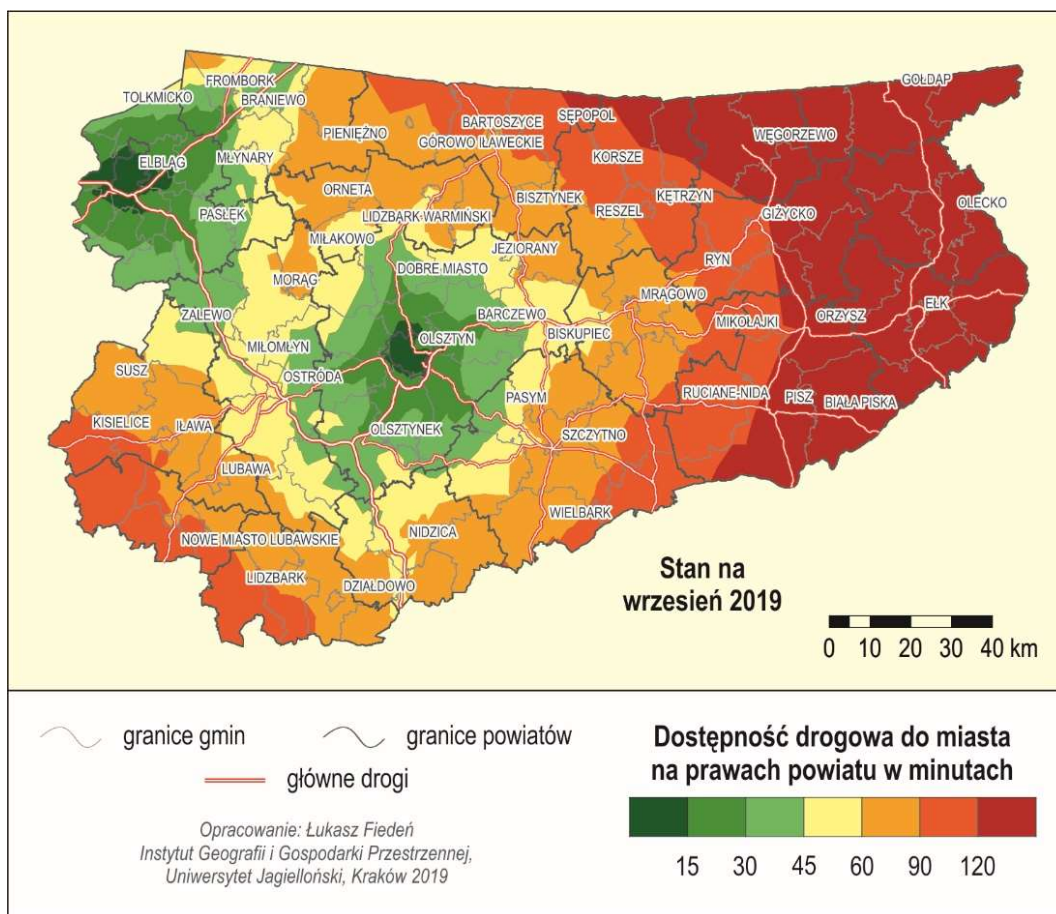 FROMBORK
GOŁDAP
TOLKMICKO
BRANIEWO
BARTOSZYCE
SĘPOPOL
WĘGORZEWO
PIENIĘŻNO
GÓROWO IŁAWECKIE
ELBLĄG
MŁYNARY
KORSZE
ORNETA
BISZTYNEK
KĘTRZYN
OLECKO
PASŁĘK
LIDZBARK WARMIŃSKI
RESZEL
GIŻYCKO
MIŁAKOWO
JEZIORANY
DOBRE MIASTO
RYN
MORĄG
MRĄGOWO
EŁK
ZALEWO
BARCZEWO
MIKOŁAJKI
ORZYSZ
OLSZTYN
BISKUPIEC
MIŁOMŁYN
SUSZ
OSTRÓDA
RUCIANE-NIDA
PISZ
BIAŁA PISKA
PASYM
KISIELICE
IŁAWA
OLSZTYNEK
SZCZYTNO
LUBAWA
WIELBARK
NIDZICA
NOWE MIASTO LUBAWSKIE
LIDZBARK
DZIAŁDOWO
Stan na
wrzesień 2019
0 10 20 30 40 km
granice gmin
granice powiatów
główne drogi
Opracowanie: Łukasz Fiedeń
Instytut Geografii i Gospodarki Przestrzennej,
Uniwersytet Jagielloński, Kraków 2019
Dostępność drogowa do miasta
na prawach powiatu w minutach
15 30 45 60 90 120